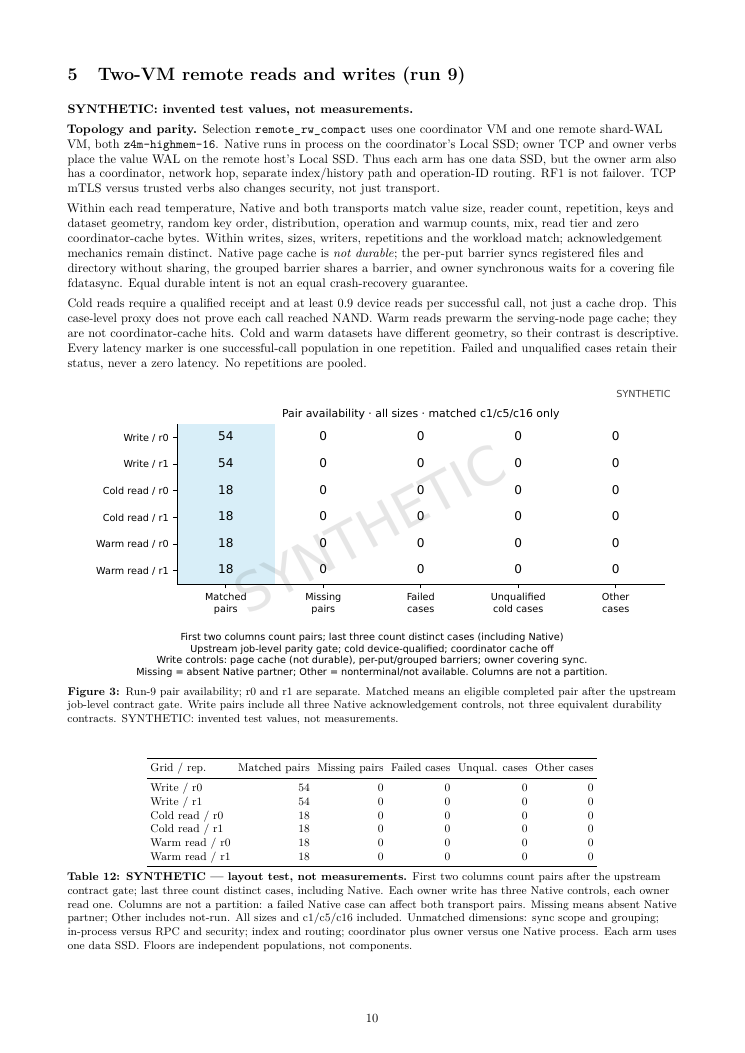 5 Two-VM remote reads and writes (run 9)
SYNTHETIC: invented test values, not measurements.
Topology and parity. Selection remote_rw_compact uses one coordinator VM and one remote shard-WAL
VM, both z4m-highmem-16. Native runs in process on the coordinator's Local SSD; owner TCP and owner verbs
place the value WAL on the remote host's Local SSD. Thus each arm has one data SSD, but the owner arm also
has a coordinator, network hop, separate index/history path and operation-ID routing. RF1 is not failover. TCP
mTLS versus trusted verbs also changes security, not just transport.
Within each read temperature, Native and both transports match value size, reader count, repetition, keys and
dataset geometry, random key order, distribution, operation and warmup counts, mix, read tier and zero
coordinator-cache bytes. Within writes, sizes, writers, repetitions and the workload match; acknowledgement
mechanics remain distinct. Native page cache is not durable; the per-put barrier syncs registered files and
directory without sharing, the grouped barrier shares a barrier, and owner synchronous waits for a covering file
fdatasync. Equal durable intent is not an equal crash-recovery guarantee.
Cold reads require a qualified receipt and at least 0.9 device reads per successful call, not just a cache drop. This
case-level proxy does not prove each call reached NAND. Warm reads prewarm the serving-node page cache; they
are not coordinator-cache hits. Cold and warm datasets have different geometry, so their contrast is descriptive.
Every latency marker is one successful-call population in one repetition. Failed and unqualified cases retain their
status, never a zero latency. No repetitions are pooled.
SYNTHETIC
Pair availability · all sizes · matched c1/c5/c16 only
Write / r0 54 0 0 0 0
Write / r1 54 0 0 0 0
Cold read / r0 18 0 0 0 0
Cold read / r1 18 0 0 0 0
Warm read / r0 18 0 0 0 0
Warm read / r1 18 0 0 0 0
SYNTHETIC
Matched Missing Failed Unqualified Other
pairs pairs cases cold cases cases
First two columns count pairs; last three count distinct cases (including Native)
Upstream job-level parity gate; cold device-qualified; coordinator cache off
Write controls: page cache (not durable), per-put/grouped barriers; owner covering sync.
Missing = absent Native partner; Other = nonterminal/not available. Columns are not a partition.
Figure 3: Run-9 pair availability; r0 and r1 are separate. Matched means an eligible completed pair after the upstream
job-level contract gate. Write pairs include all three Native acknowledgement controls, not three equivalent durability
contracts. SYNTHETIC: invented test values, not measurements.
Grid / rep. Matched pairs Missing pairs Failed cases Unqual. cases Other cases
Write / r0 54 0 0 0 0
Write / r1 54 0 0 0 0
Cold read / r0 18 0 0 0 0
Cold read / r1 18 0 0 0 0
Warm read / r0 18 0 0 0 0
Warm read / r1 18 0 0 0 0
Table 12: SYNTHETIC — layout test, not measurements. First two columns count pairs after the upstream
contract gate; last three count distinct cases, including Native. Each owner write has three Native controls, each owner
read one. Columns are not a partition: a failed Native case can affect both transport pairs. Missing means absent Native
partner; Other includes not-run. All sizes and c1/c5/c16 included. Unmatched dimensions: sync scope and grouping;
in-process versus RPC and security; index and routing; coordinator plus owner versus one Native process. Each arm uses
one data SSD. Floors are independent populations, not components.
10